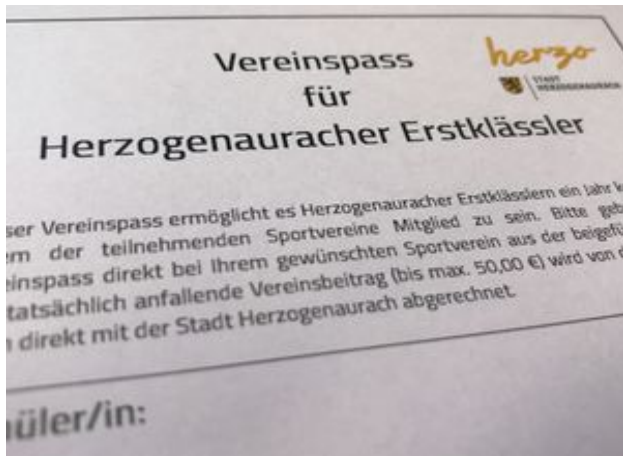 herzo
STADT
HERZOGENAURACH
Vereinspass
für
Herzogenauracher Erstklässler
ser Vereinspass ermöglicht es Herzogenauracher Erstklässlern ein Jahr k
em der teilnehmenden Sportvereine Mitglied zu sein. Bitte geb
einspass direkt bei Ihrem gewünschten Sportverein aus der beigefü
tatsächlich anfallende Vereinsbeitrag (bis max. 50,00 €) wird von d
n direkt mit der Stadt Herzogenaurach abgerechnet.
üler/in: